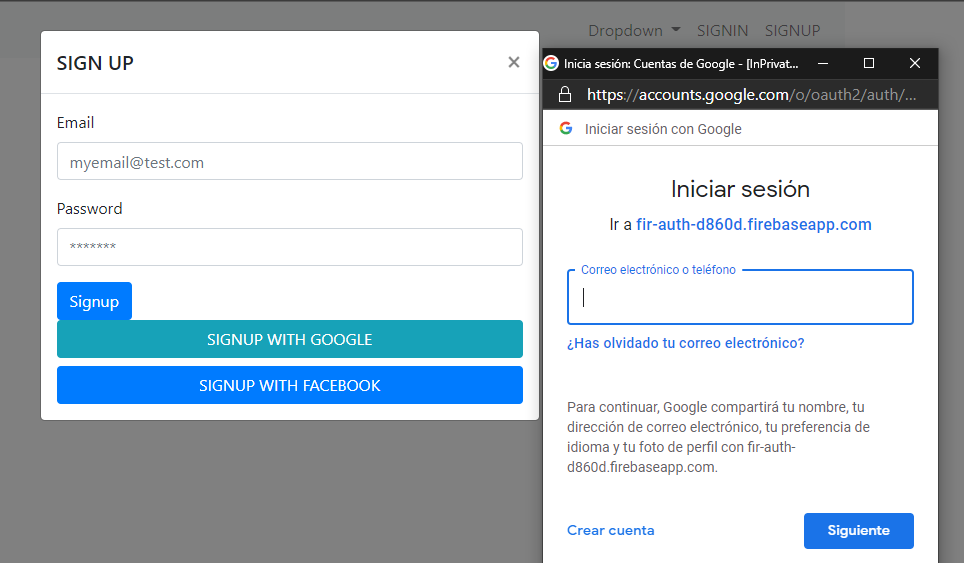 Dropdown SIGNIN SIGNUP
SIGN UP ×
Email
myemail@test.com
Password
*******
Signup
SIGNUP WITH GOOGLE
SIGNUP WITH FACEBOOK
Inicia sesión: Cuentas de Google - [InPrivat...
https://accounts.google.com/o/oauth2/auth/...
Iniciar sesión con Google
Iniciar sesión
Ir a fir-auth-d860d.firebaseapp.com
Correo electrónico o teléfono
¿Has olvidado tu correo electrónico?
Para continuar, Google compartirá tu nombre, tu
dirección de correo electrónico, tu preferencia de
idioma y tu foto de perfil con fir-auth-
d860d.firebaseapp.com.
Crear cuenta Siguiente